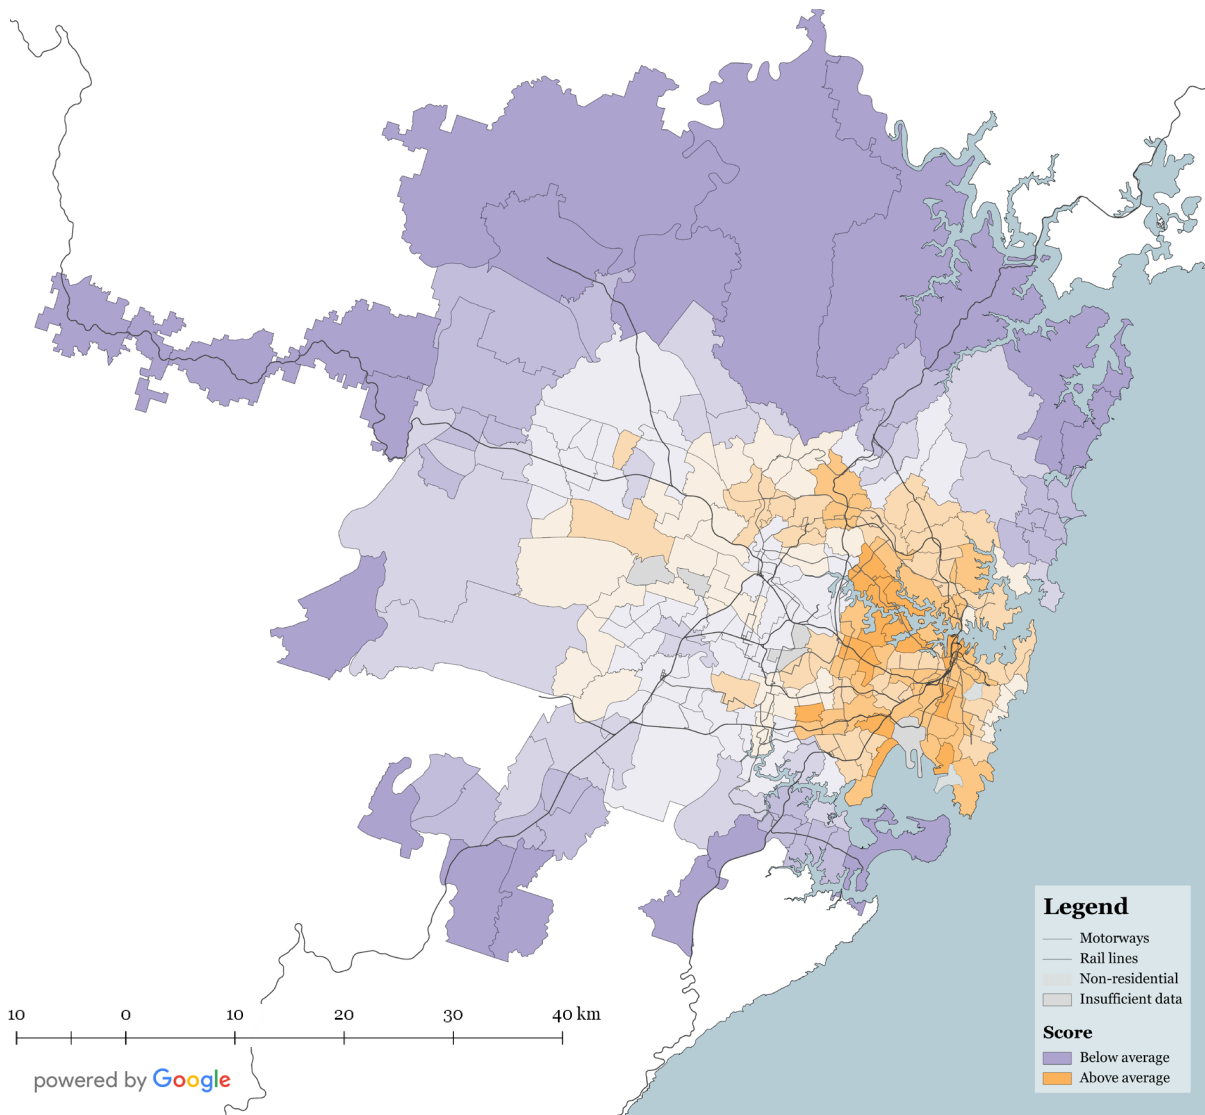 Legend
Motorways
Rail lines
Non-residential
Insufficient data
Score
Below average
Above average
10 0 10 20 30 40 km
powered by Google